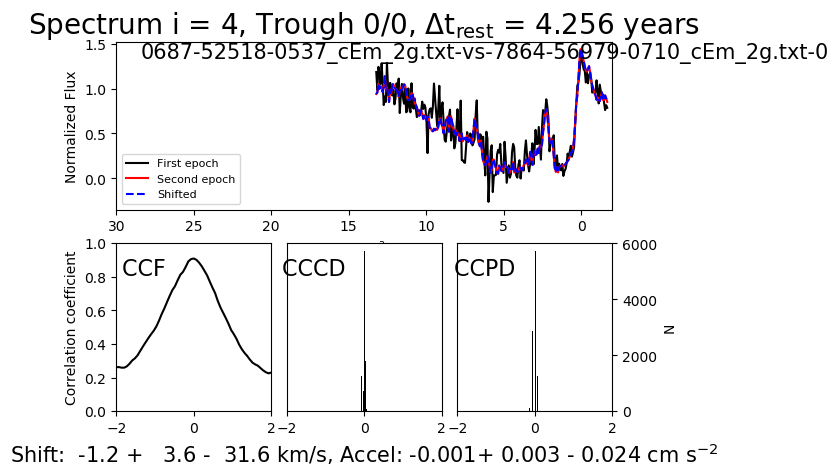 Spectrum i = 4, Trough 0/0, Δt_rest = 4.256 years
0687-52518-0537_cEm_2g.txt-vs-7864-56979-0710_cEm_2g.txt-0
Normalized Flux
1.5
1.0
0.5
0.0
First epoch
Second epoch
Shifted
30 25 20 15 10 5 0
Correlation coefficient
1.0
0.8
0.6
0.4
0.2
0.0
CCF
CCCD
CCPD
6000
4000
2000
0
N
−2 0 2
−2 0 2
−2 0 2
Shift: -1.2 + 3.6 - 31.6 km/s, Accel: -0.001+ 0.003 - 0.024 cm s⁻²